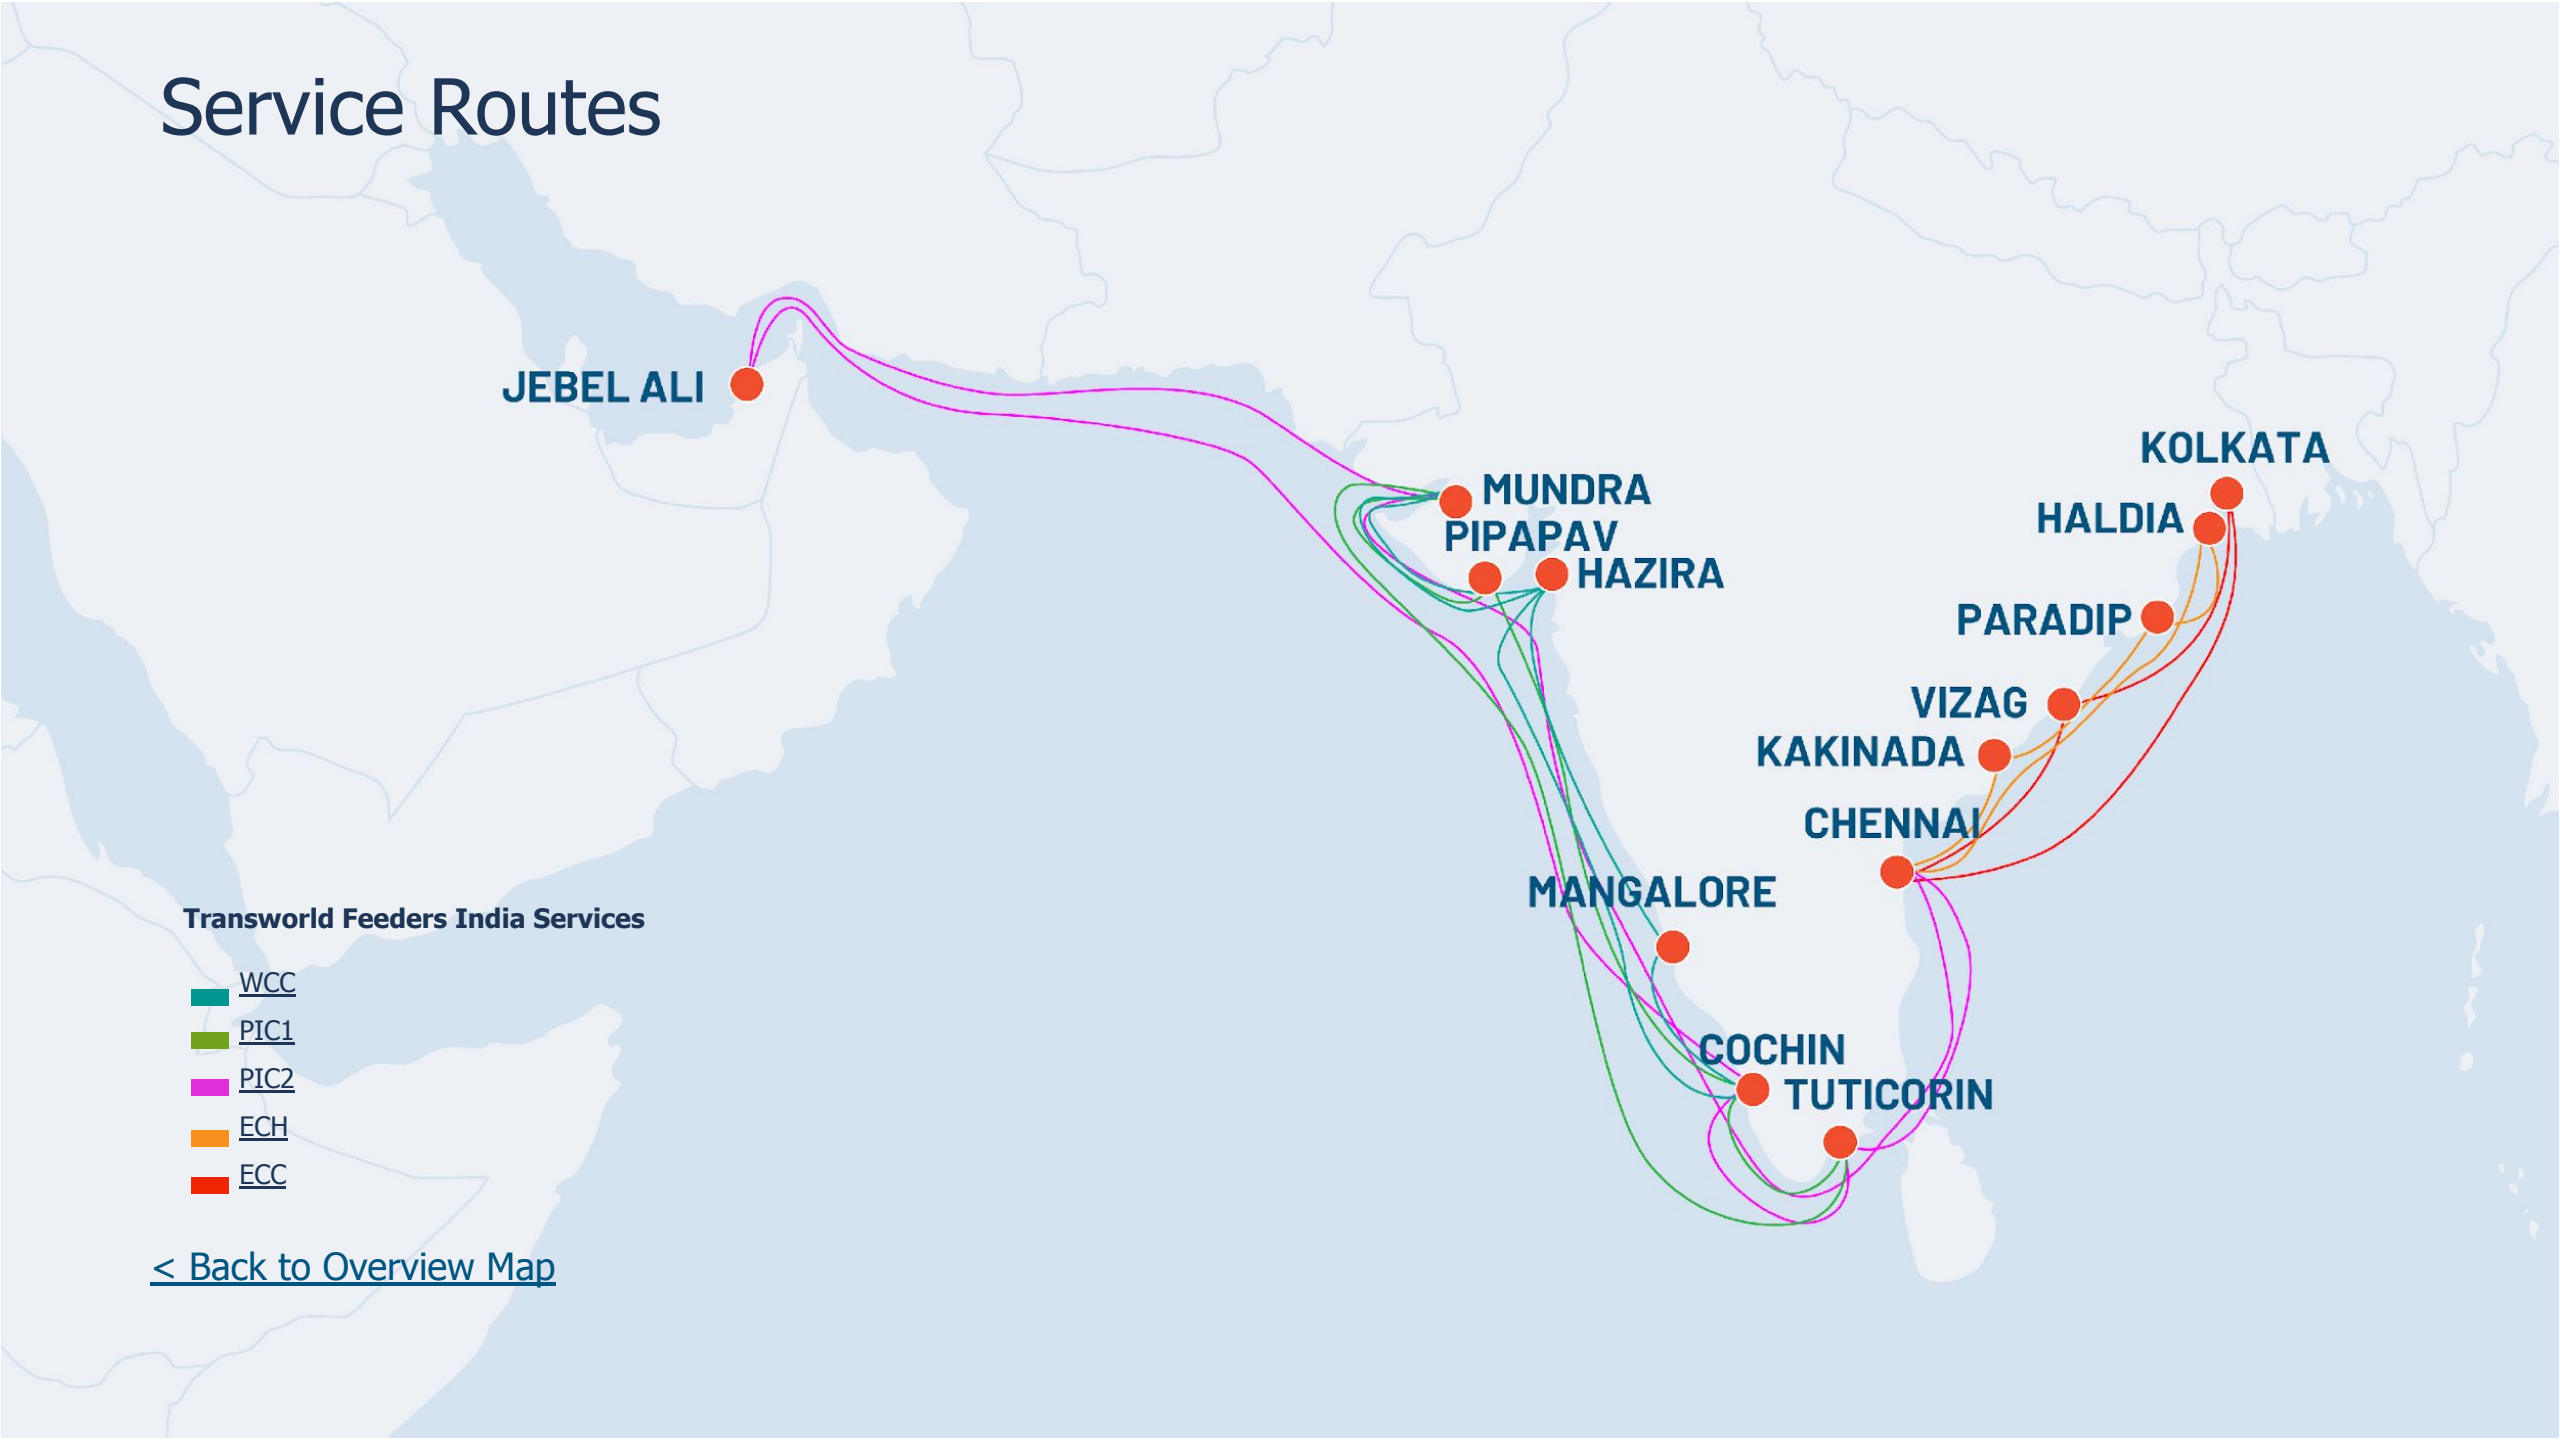 Service Routes
JEBEL ALI
KOLKATA
MUNDRA
HALDIA
PIPAPAV
HAZIRA
PARADIP
VIZAG
KAKINADA
CHENNAI
MANGALORE
Transworld Feeders India Services
WCC
PIC1
COCHIN
PIC2
TUTICORIN
ECH
ECC
< Back to Overview Map